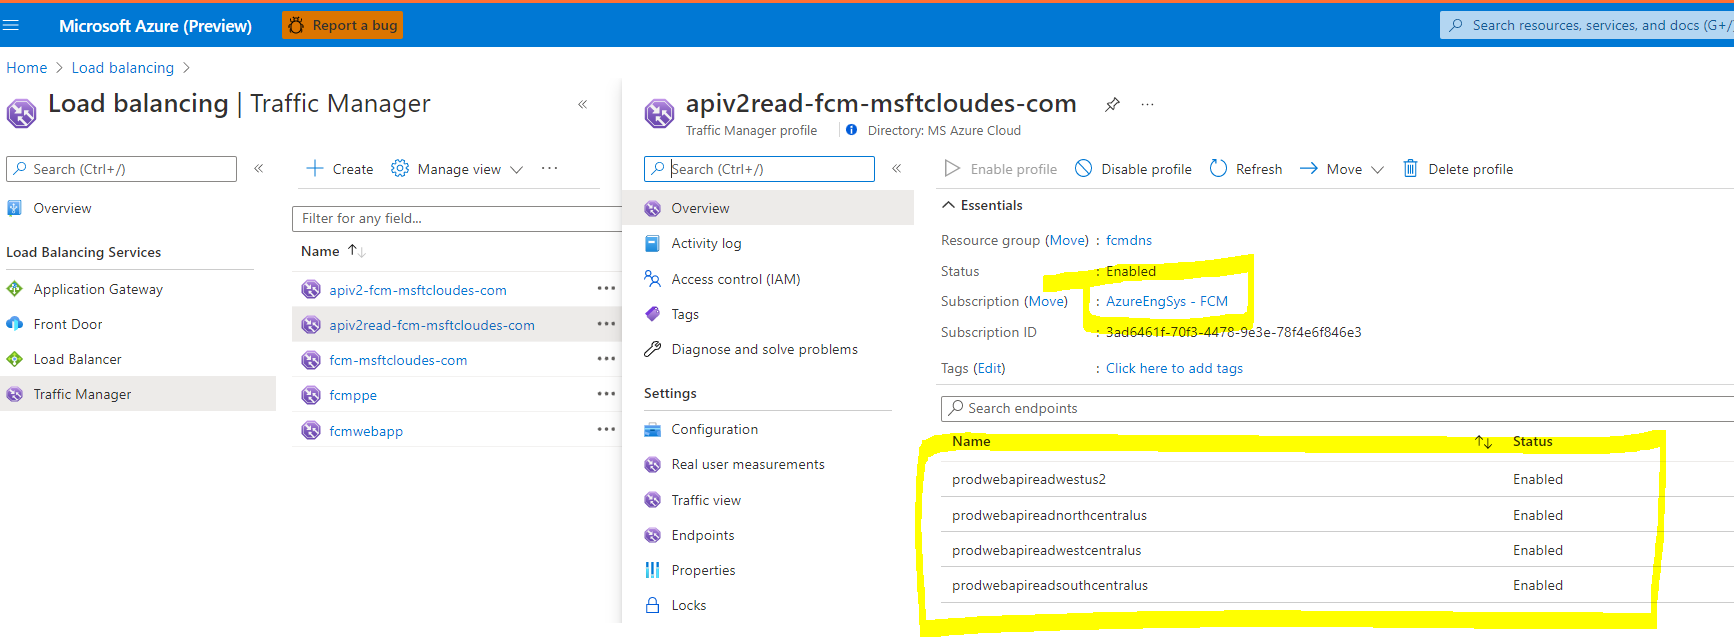 Microsoft Azure (Preview)
Report a bug
Search resources, services, and docs (G+/)
Home > Load balancing >
Load balancing | Traffic Manager
«
Search (Ctrl+/)
«
Overview
Load Balancing Services
Application Gateway
Front Door
Load Balancer
Traffic Manager
Create
Manage view
...
Filter for any field...
Name
apiv2-fcm-msftcloudes-com
apiv2read-fcm-msftcloudes-com
fcm-msftcloudes-com
fcmppe
fcmwebapp
apiv2read-fcm-msftcloudes-com
...
Traffic Manager profile
Directory: MS Azure Cloud
Search (Ctrl+/)
«
Overview
Activity log
Access control (IAM)
Tags
Diagnose and solve problems
Settings
Configuration
Real user measurements
Traffic view
Endpoints
Properties
Locks
Enable profile
Disable profile
Refresh
Move
Delete profile
Essentials
Resource group (Move) : fcmdns
Status : Enabled
Subscription (Move) : AzureEngSys - FCM
Subscription ID : 3ad6461f-70f3-4478-9e3e-78f4e6f846e3
Tags (Edit) : Click here to add tags
Search endpoints
Name Status
prodwebapireadwestus2 Enabled
prodwebapireadnorthcentralus Enabled
prodwebapireadwestcentralus Enabled
prodwebapireadsouthcentralus Enabled